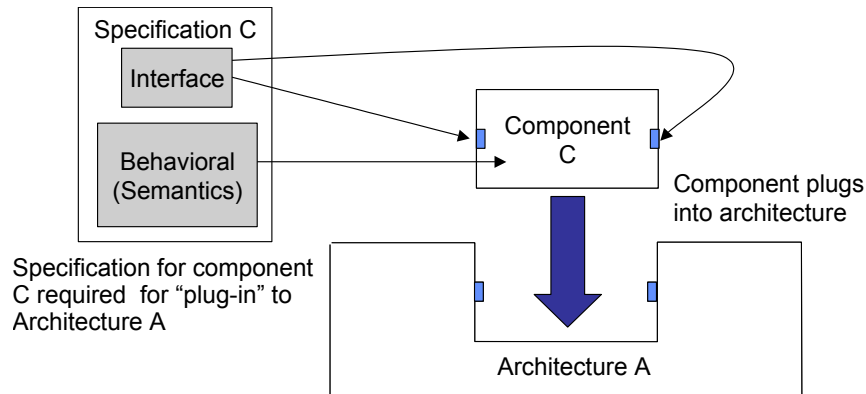 Specification C
Interface
Behavioral
(Semantics)
Specification for component
C required for “plug-in” to
Architecture A
Component
C
Component plugs
into architecture
Architecture A